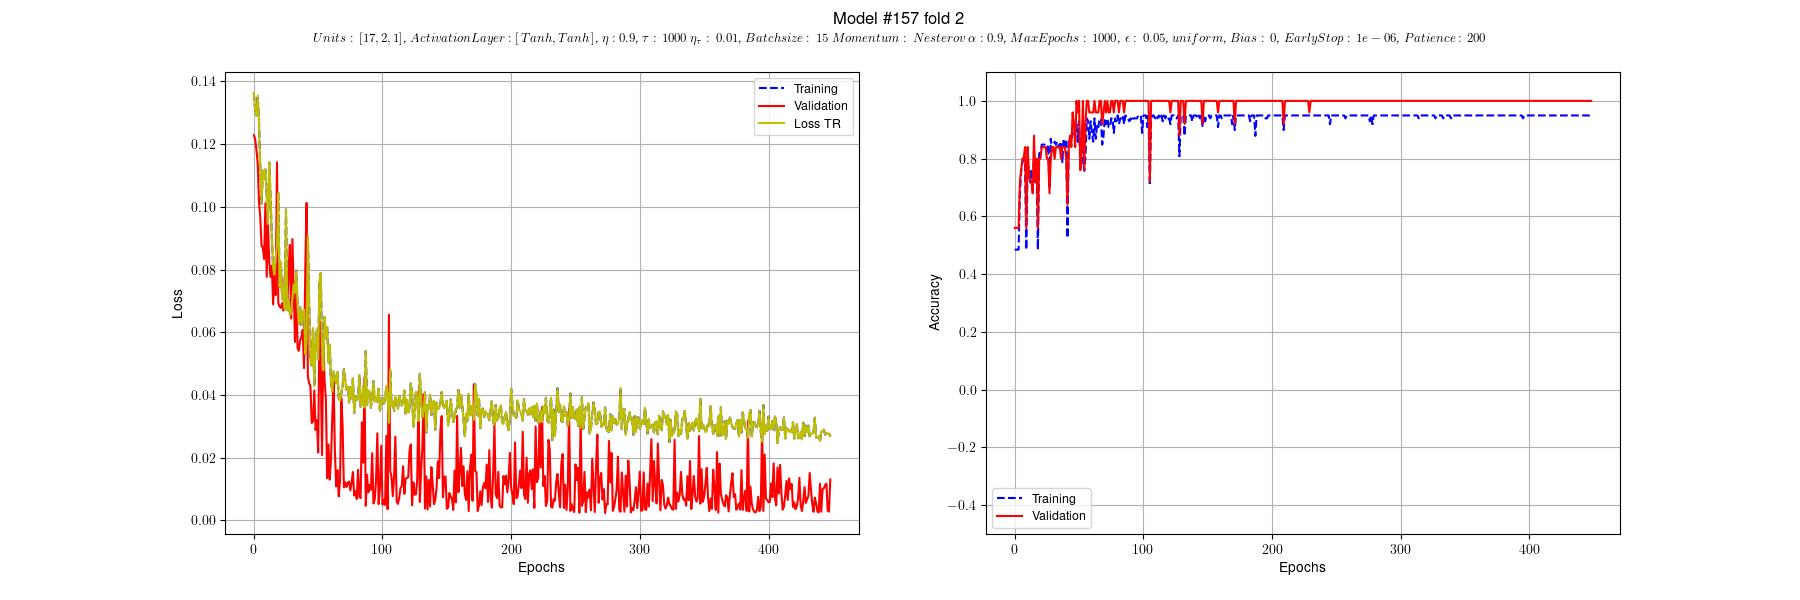 Model #157 fold 2
Units : [17, 2, 1], ActivationLayer : [Tanh, Tanh], η : 0.9, τ : 1000 η_τ : 0.01, Batchsize : 15 Momentum : Nesterov α : 0.9, MaxEpochs : 1000, ϵ : 0.05, uniform, Bias : 0, EarlyStop : 1e − 06, Patience : 200
0.14
0.12
0.10
0.08
0.06
0.04
0.02
0.00
Loss
0 100 200 300 400
Epochs
Training
Validation
Loss TR
1.0
0.8
0.6
0.4
0.2
0.0
−0.2
−0.4
Accuracy
0 100 200 300 400
Epochs
Training
Validation